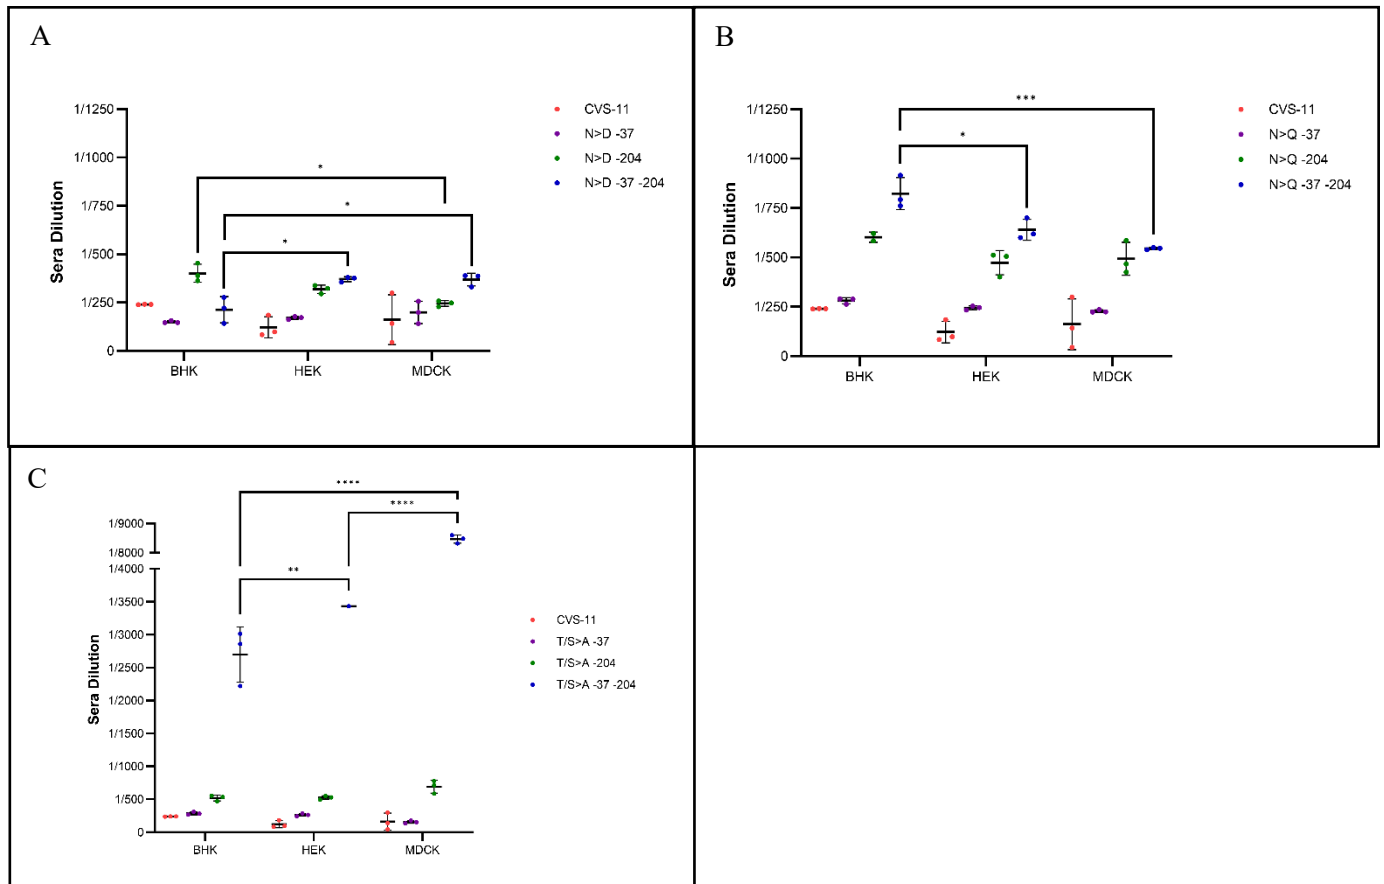 A
1/1250
1/1000
1/750
1/500
1/250
0
Sera Dilution
*
*
*
BHK
HEK
MDCK
CVS-11
N>D -37
N>D -204
N>D -37 -204
B
1/1250
1/1000
1/750
1/500
1/250
0
Sera Dilution
***
*
BHK
HEK
MDCK
CVS-11
N>Q -37
N>Q -204
N>Q -37 -204
C
1/9000
1/8000
1/4000
1/3500
1/3000
1/2500
1/2000
1/1500
1/1000
1/500
0
Sera Dilution
****
****
**
BHK
HEK
MDCK
CVS-11
T/S>A -37
T/S>A -204
T/S>A -37 -204